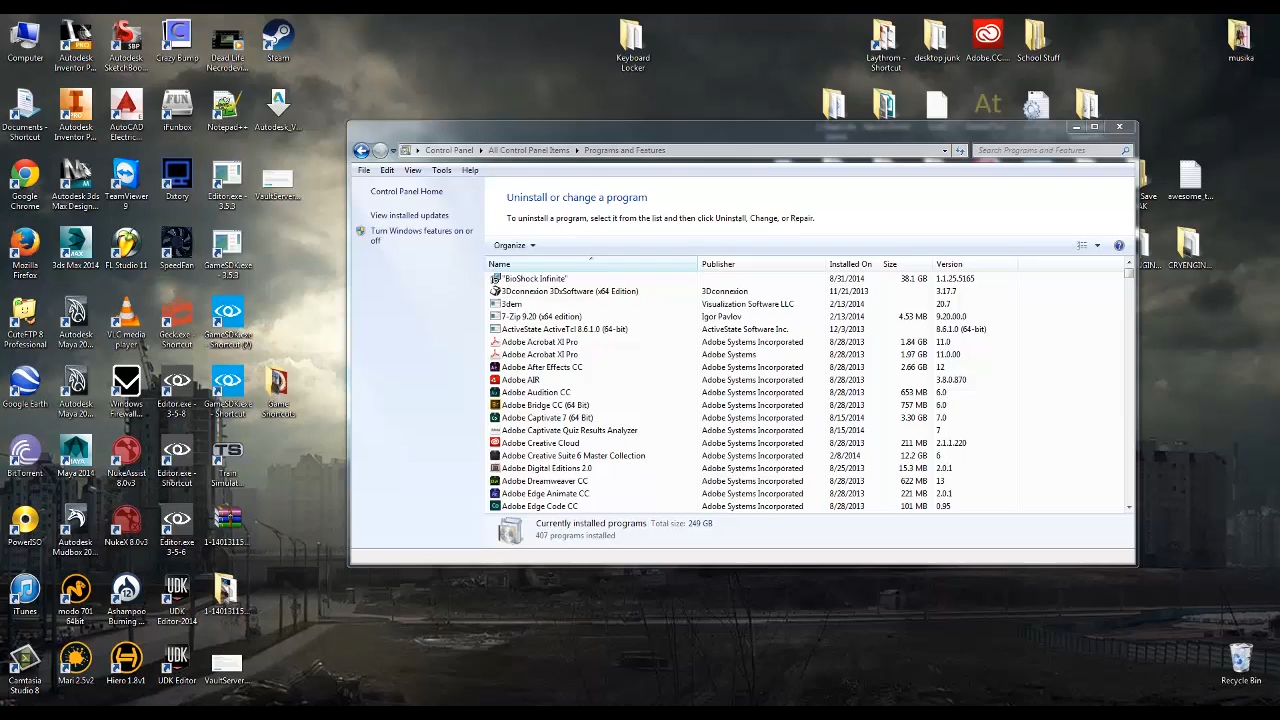 Computer
Autodesk
Inventor P...
Autodesk
SketchBoo...
Crazy Bump
Dead Life
Necrodevi...
Steam
Keyboard
Locker
Laythrom -
Shortcut
desktop junk
Adobe.CC....
School Stuff
musika
Documents -
Shortcut
Autodesk
Inventor P...
AutoCAD
Electric...
iFunbox
Notepad++
Autodesk_V...
At
Google
Chrome
Autodesk 3ds
Max Design...
TeamViewer
9
Dxtory
Editor.exe -
3.5.3
VaultServer...
awesome_t...
Mozilla
Firefox
3ds Max 2014
FL Studio 11
SpeedFan
GameSDK.exe
- 3.5.3
CRYENGIN...
CuteFTP 8
Professional
Autodesk
Maya 20...
VLC media
player
Geck.exe -
Shortcut
GameSDK.exe
- Shortcut (2)
Google Earth
Autodesk
Maya 20...
Windows
Firewall...
Editor.exe -
3-5-8
GameSDK.exe
- Shortcut
Game
Shortcuts
BitTorrent
Maya 2014
NukeAssist
8.0v3
Editor.exe -
Shortcut
Train
Simulat...
PowerISO
Autodesk
Mudbox 20...
NukeX 8.0v3
Editor.exe
3-5-6
1-14013115...
iTunes
modo 701
64bit
Ashampoo
Burning ...
UDK
Editor-2014
1-14013115...
Camtasia
Studio 8
Mari 2.5v2
Hiero 1.8v1
UDK Editor
VaultServer...
Recycle Bin
Control Panel
All Control Panel Items
Programs and Features
Search Programs and Features
File Edit View Tools Help
Control Panel Home
View installed updates
Turn Windows features on or
off
Uninstall or change a program
To uninstall a program, select it from the list and then click Uninstall, Change, or Repair.
Organize
Name Publisher Installed On Size Version
"BioShock Infinite" 8/31/2014 38.1 GB 1.1.25.5165
3Dconnexion 3DxSoftware (x64 Edition) 3Dconnexion 11/21/2013 3.17.7
3dem Visualization Software LLC 2/13/2014 20.7
7-Zip 9.20 (x64 edition) Igor Pavlov 2/13/2014 4.53 MB 9.20.00.0
ActiveState ActiveTcl 8.6.1.0 (64-bit) ActiveState Software Inc. 12/3/2013 8.6.1.0 (64-bit)
Adobe Acrobat XI Pro Adobe Systems Incorporated 8/28/2013 1.84 GB 11.0
Adobe Acrobat XI Pro Adobe Systems 8/28/2013 1.97 GB 11.0.00
Adobe After Effects CC Adobe Systems Incorporated 8/28/2013 2.66 GB 12
Adobe AIR Adobe Systems Incorporated 8/28/2013 3.8.0.870
Adobe Audition CC Adobe Systems Incorporated 8/28/2013 653 MB 6.0
Adobe Bridge CC (64 Bit) Adobe Systems Incorporated 8/28/2013 757 MB 6.0
Adobe Captivate 7 (64 Bit) Adobe Systems Incorporated 8/15/2014 3.30 GB 7.0
Adobe Captivate Quiz Results Analyzer Adobe Systems Incorporated 8/15/2014 7
Adobe Creative Cloud Adobe Systems Incorporated 8/28/2013 211 MB 2.1.1.220
Adobe Creative Suite 6 Master Collection Adobe Systems Incorporated 2/8/2014 12.2 GB 6
Adobe Digital Editions 2.0 Adobe Systems Incorporated 8/25/2013 15.3 MB 2.0.1
Adobe Dreamweaver CC Adobe Systems Incorporated 8/28/2013 622 MB 13
Adobe Edge Animate CC Adobe Systems Incorporated 8/28/2013 221 MB 2.0.1
Adobe Edge Code CC Adobe Systems Incorporated 8/28/2013 101 MB 0.95
Currently installed programs Total size: 249 GB
407 programs installed